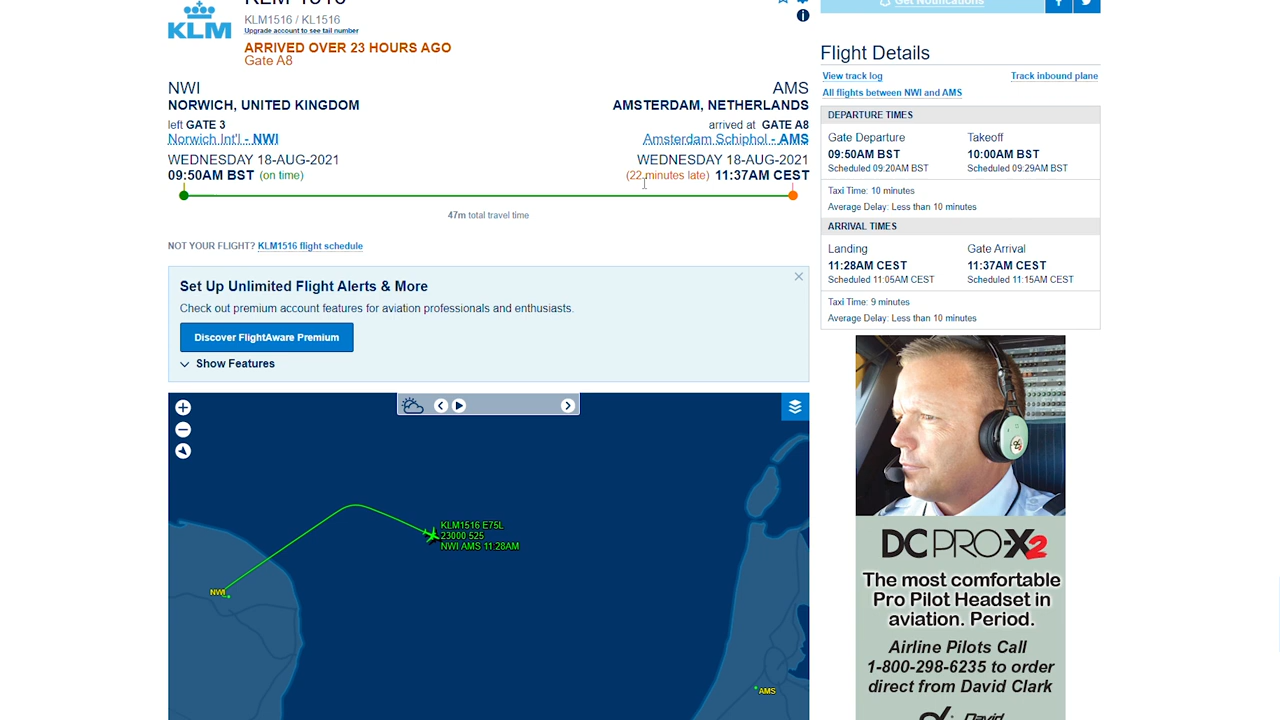 KLM 1516
KLM
KLM1516 / KL1516
Upgrade account to see tail number
ARRIVED OVER 23 HOURS AGO
Gate A8
NWI
NORWICH, UNITED KINGDOM
left GATE 3
Norwich Int'l - NWI
WEDNESDAY 18-AUG-2021
09:50AM BST (on time)
AMS
AMSTERDAM, NETHERLANDS
arrived at GATE A8
Amsterdam Schiphol - AMS
WEDNESDAY 18-AUG-2021
(22 minutes late) 11:37AM CEST
47m total travel time
NOT YOUR FLIGHT? KLM1516 flight schedule
Set Up Unlimited Flight Alerts & More
Check out premium account features for aviation professionals and enthusiasts.
Discover FlightAware Premium
Show Features
KLM1516 E75L
23000 525
NWI AMS 11:28AM
NWI
AMS
Get Notifications
Flight Details
View track log
Track inbound plane
All flights between NWI and AMS
DEPARTURE TIMES
Gate Departure
09:50AM BST
Scheduled 09:20AM BST
Takeoff
10:00AM BST
Scheduled 09:29AM BST
Taxi Time: 10 minutes
Average Delay: Less than 10 minutes
ARRIVAL TIMES
Landing
11:28AM CEST
Scheduled 11:05AM CEST
Gate Arrival
11:37AM CEST
Scheduled 11:15AM CEST
Taxi Time: 9 minutes
Average Delay: Less than 10 minutes
DC PRO-X2
The most comfortable
Pro Pilot Headset in
aviation. Period.
Airline Pilots Call
1-800-298-6235 to order
direct from David Clark
David